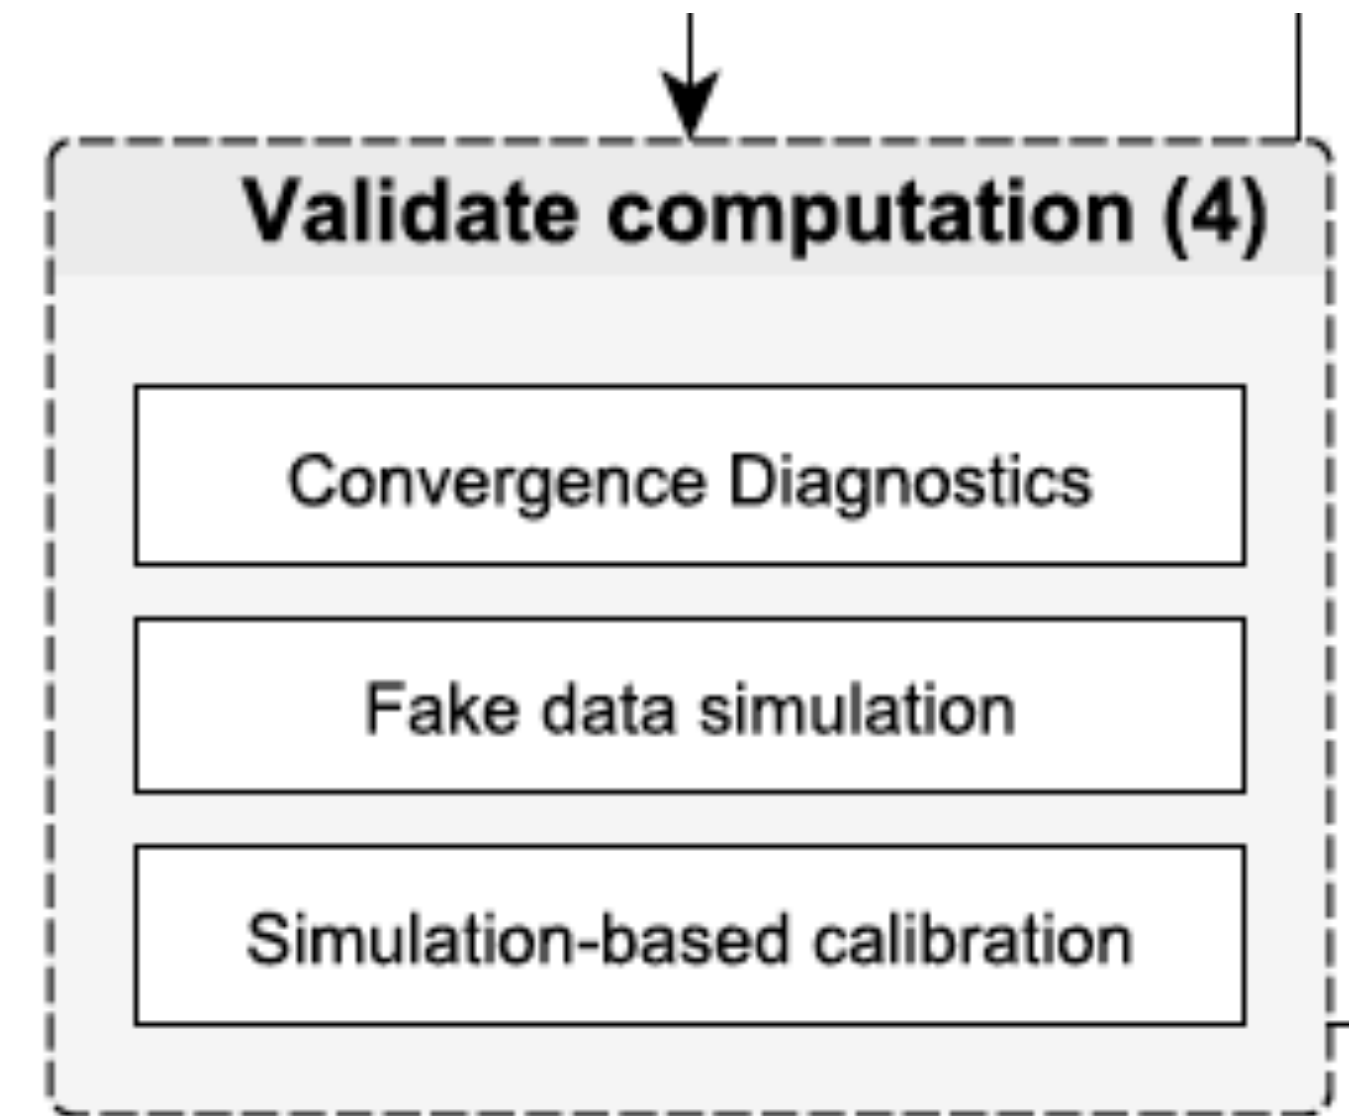 Validate computation (4)
Convergence Diagnostics
Fake data simulation
Simulation-based calibration